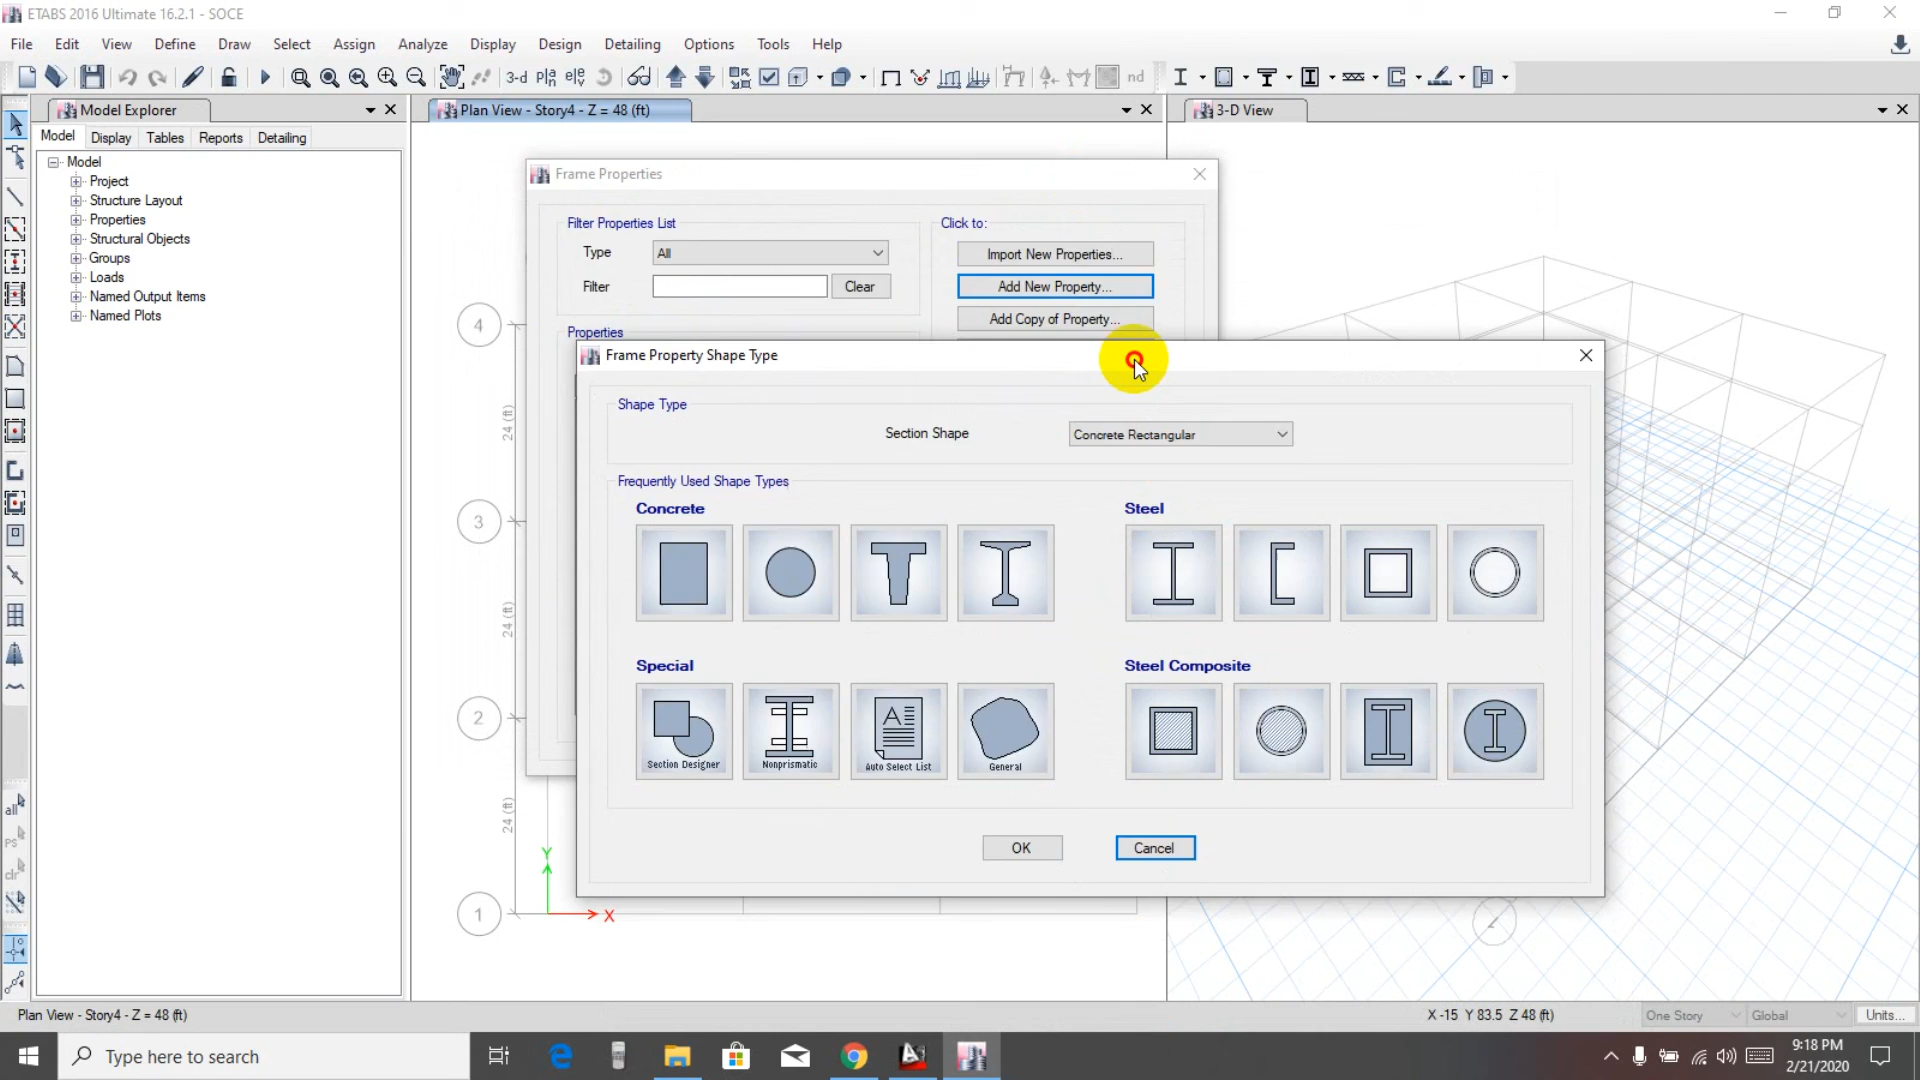 ETABS 2016 Ultimate 16.2.1 - SOCE
File Edit View Define Draw Select Assign Analyze Display Design Detailing Options Tools Help
3-d Pla ele nd
Model Explorer
Plan View - Story4 - Z = 48 (ft)
3-D View
Model Display Tables Reports Detailing
Model
Project
Structure Layout
Properties
Structural Objects
Groups
Loads
Named Output Items
Named Plots
Frame Properties
Filter Properties List
Click to:
Type All
Import New Properties...
Filter
Clear
Add New Property...
Add Copy of Property...
Properties
Frame Property Shape Type
Shape Type
Section Shape Concrete Rectangular
Frequently Used Shape Types
Concrete
Steel
Special
Steel Composite
Section Designer
Nonprismatic
A
Auto Select List
General
OK
Cancel
4
24 (ft)
3
24 (ft)
2
24 (ft)
1
Y
X
all
ps
clr
Plan View - Story4 - Z = 48 (ft)
X -15 Y 83.5 Z 48 (ft)
One Story
Global
Units...
Type here to search
9:18 PM
2/21/2020